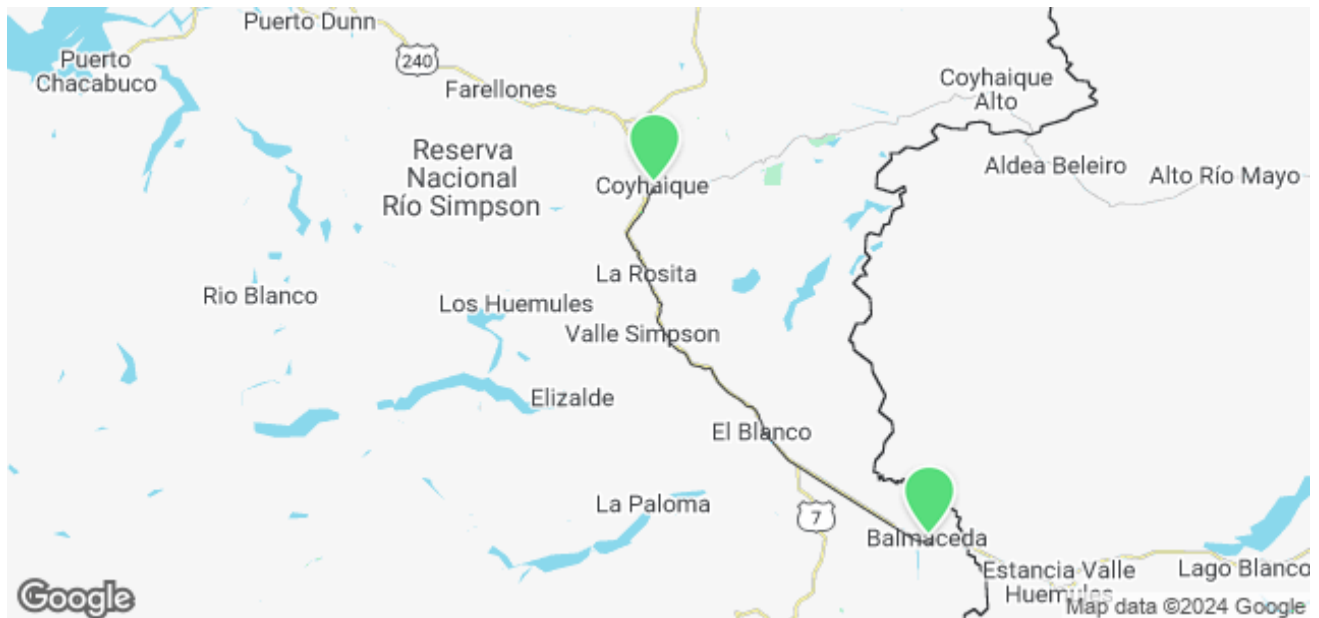 Puerto Dunn
Puerto
Chacabuco
240
Farellones
Coyhaique
Alto
Reserva
Nacional
Río Simpson
Coyhaique
Aldea Beleiro
Alto Río Mayo
La Rosita
Rio Blanco
Los Huemules
Valle Simpson
Elizalde
El Blanco
La Paloma
7
Balmaceda
Estancia Valle
Huemules
Lago Blanco
Google
Map data ©2024 Google